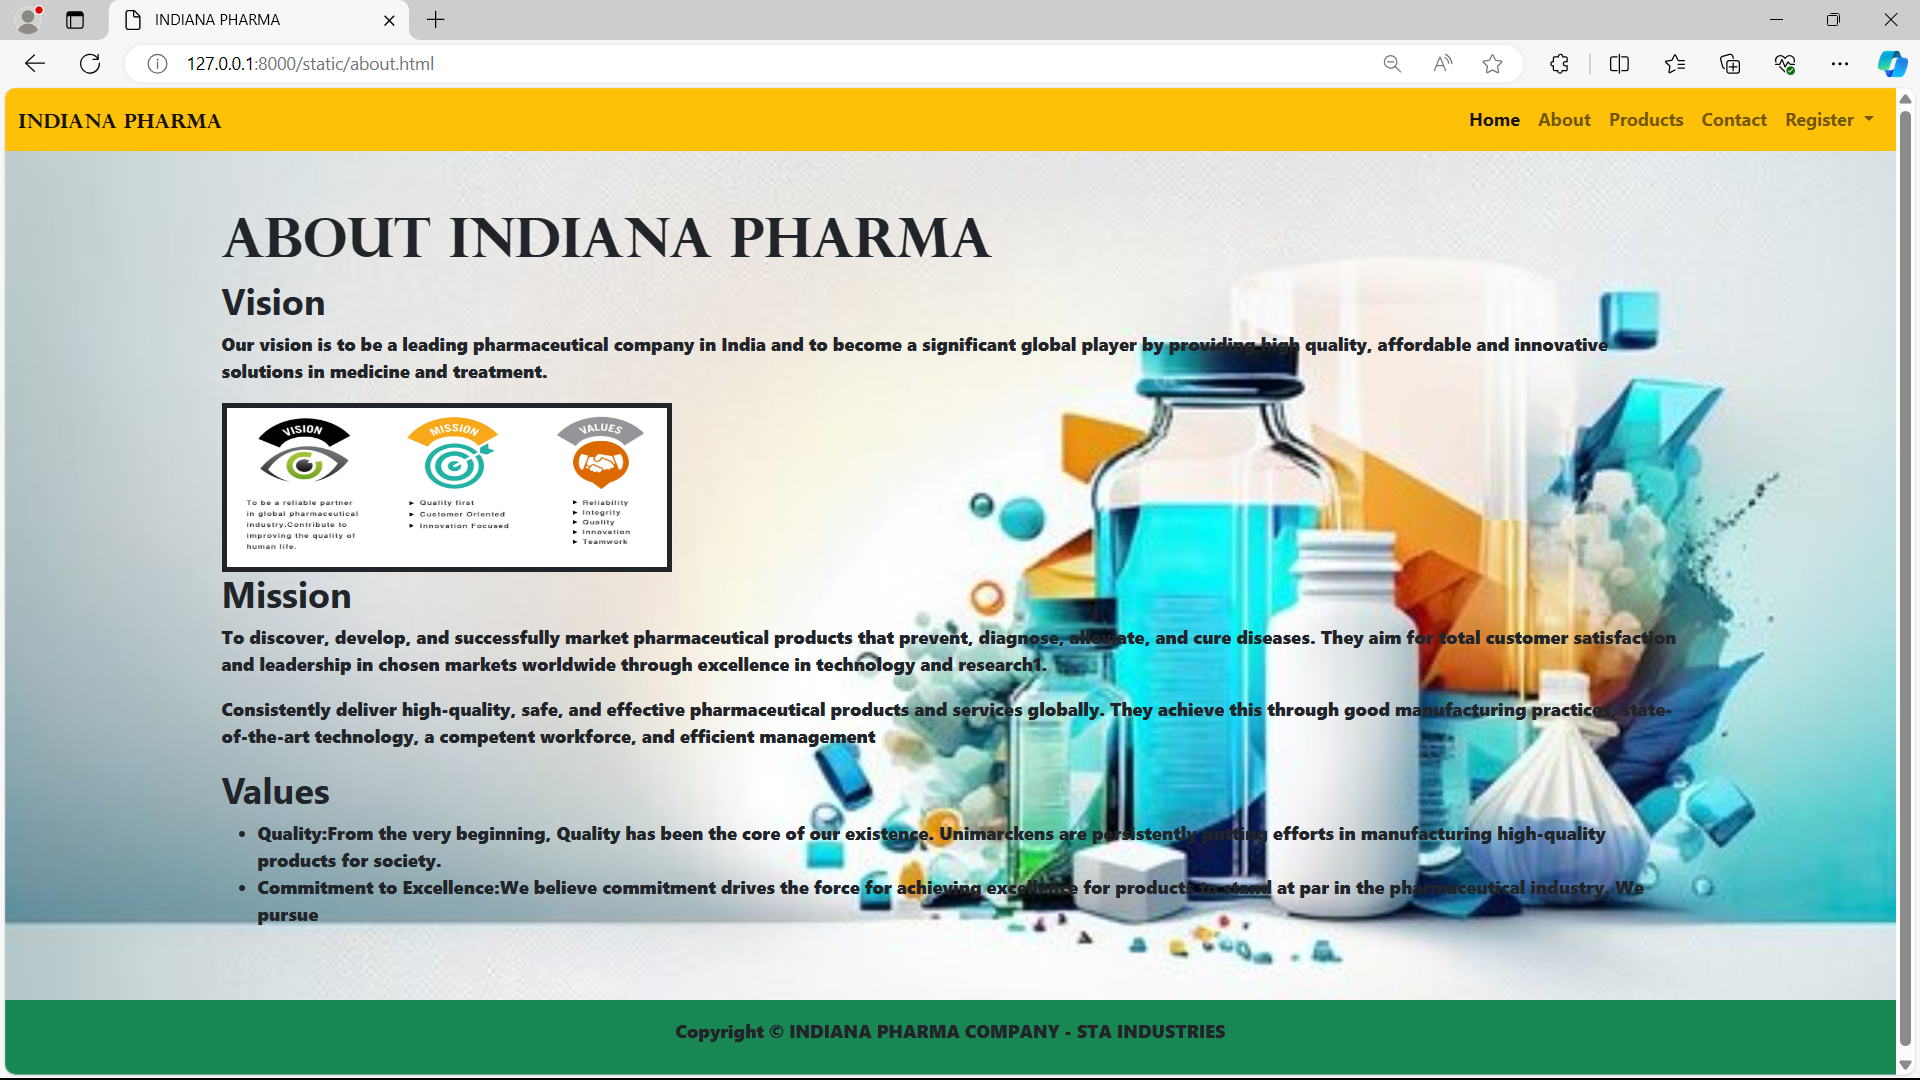 INDIANA PHARMA
127.0.0.1:8000/static/about.html
INDIANA PHARMA
Home About Products Contact Register
ABOUT INDIANA PHARMA
Vision
Our vision is to be a leading pharmaceutical company in India and to become a significant global player by providing high quality, affordable and innovative
solutions in medicine and treatment.
VISION
To be a reliable partner
in global pharmaceutical
industry.Contribute to
improving the quality of
human life.
MISSION
Quality first
Customer Oriented
Innovation Focused
VALUES
Reliability
Integrity
Quality
Innovation
Teamwork
Mission
To discover, develop, and successfully market pharmaceutical products that prevent, diagnose, alleviate, and cure diseases. They aim for total customer satisfaction
and leadership in chosen markets worldwide through excellence in technology and research1.
Consistently deliver high-quality, safe, and effective pharmaceutical products and services globally. They achieve this through good manufacturing practices, state-
of-the-art technology, a competent workforce, and efficient management
Values
• Quality:From the very beginning, Quality has been the core of our existence. Unimarckens are persistently putting efforts in manufacturing high-quality
products for society.
• Commitment to Excellence:We believe commitment drives the force for achieving excellence for products to stand at par in the pharmaceutical industry. We
pursue
Copyright © INDIANA PHARMA COMPANY - STA INDUSTRIES